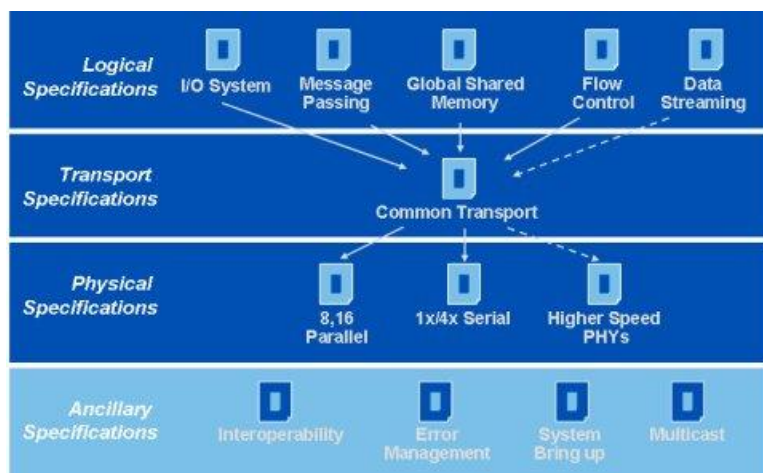 Logical
Specifications
I/O System
Message
Passing
Global Shared
Memory
Flow
Control
Data
Streaming
Transport
Specifications
Common Transport
Physical
Specifications
8,16
Parallel
1x/4x Serial
Higher Speed
PHYs
Ancillary
Specifications
Interoperability
Error
Management
System
Bring up
Multicast